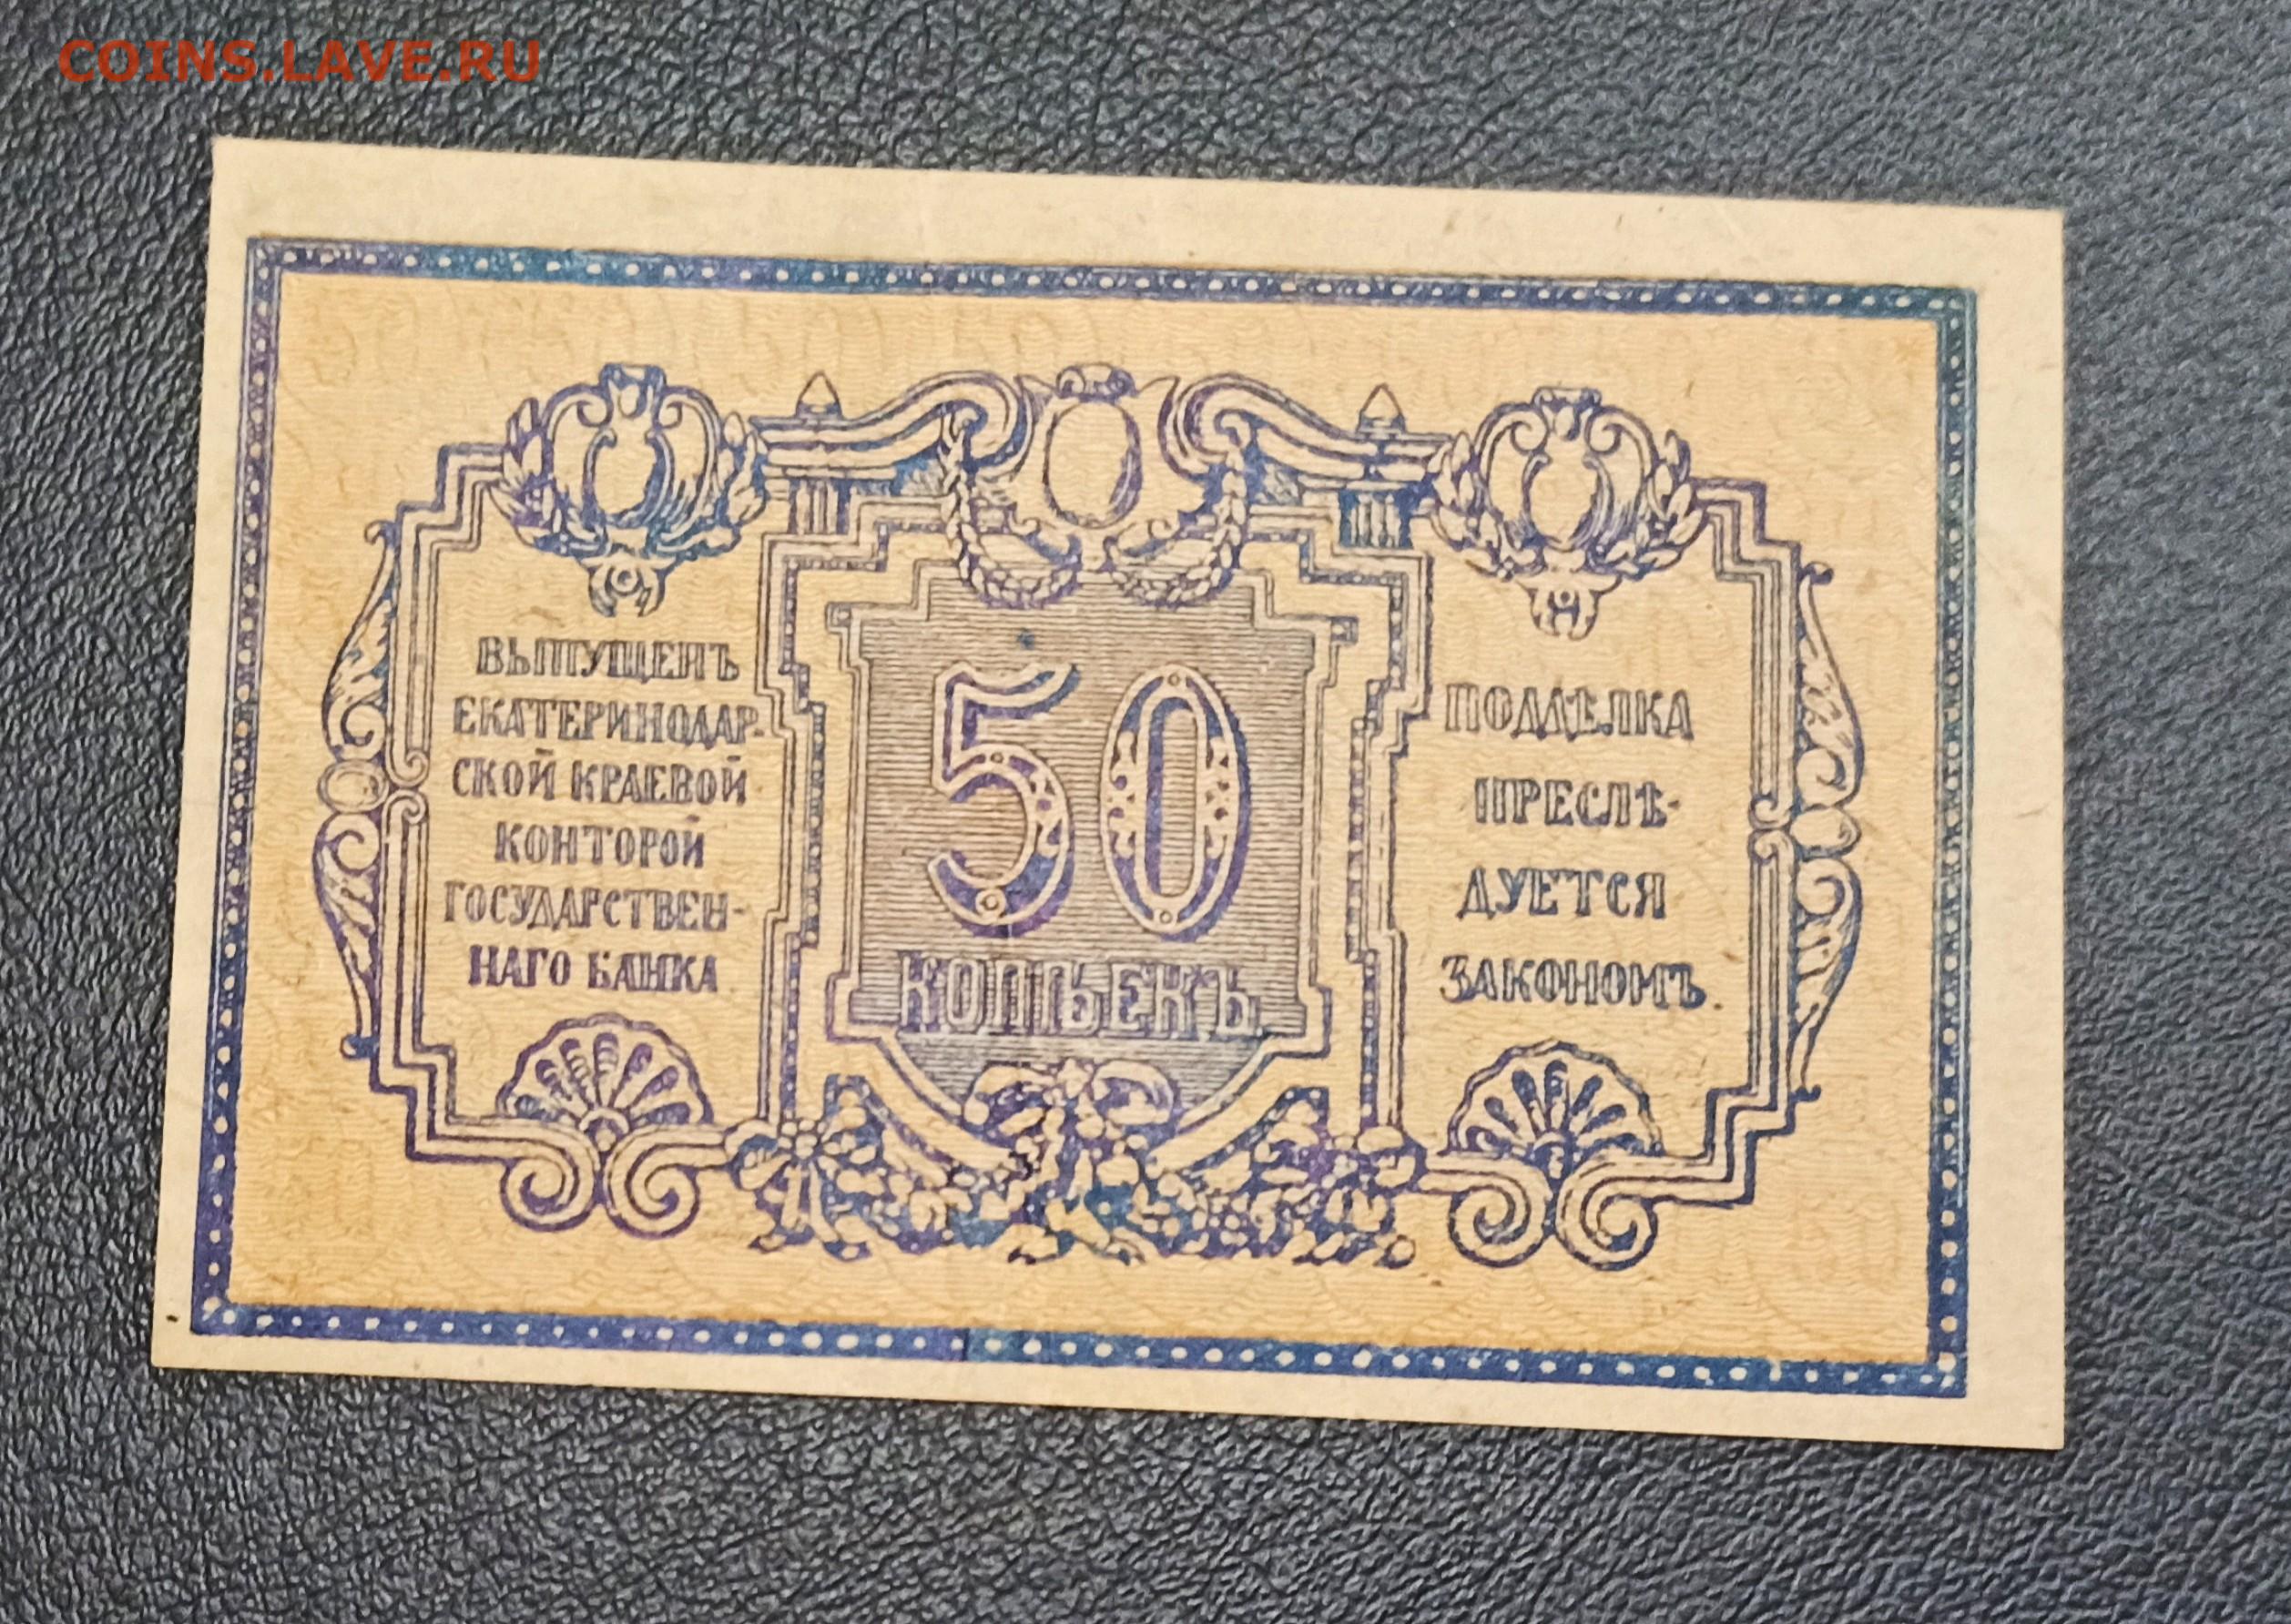 COINS.LAVE.RU
ВЫПУЩЕНЪ
ЕКАТЕРИНОДАР-
СКОЙ КРАЕВОЙ
КОНТОРОЙ
ГОСУДАРСТВЕН-
НАГО БАНКА
50
КОПѢЕКЪ
ПОДДѢЛКА
ПРЕСЛѢ-
ДУЕТСЯ
ЗАКОНОМЪ.